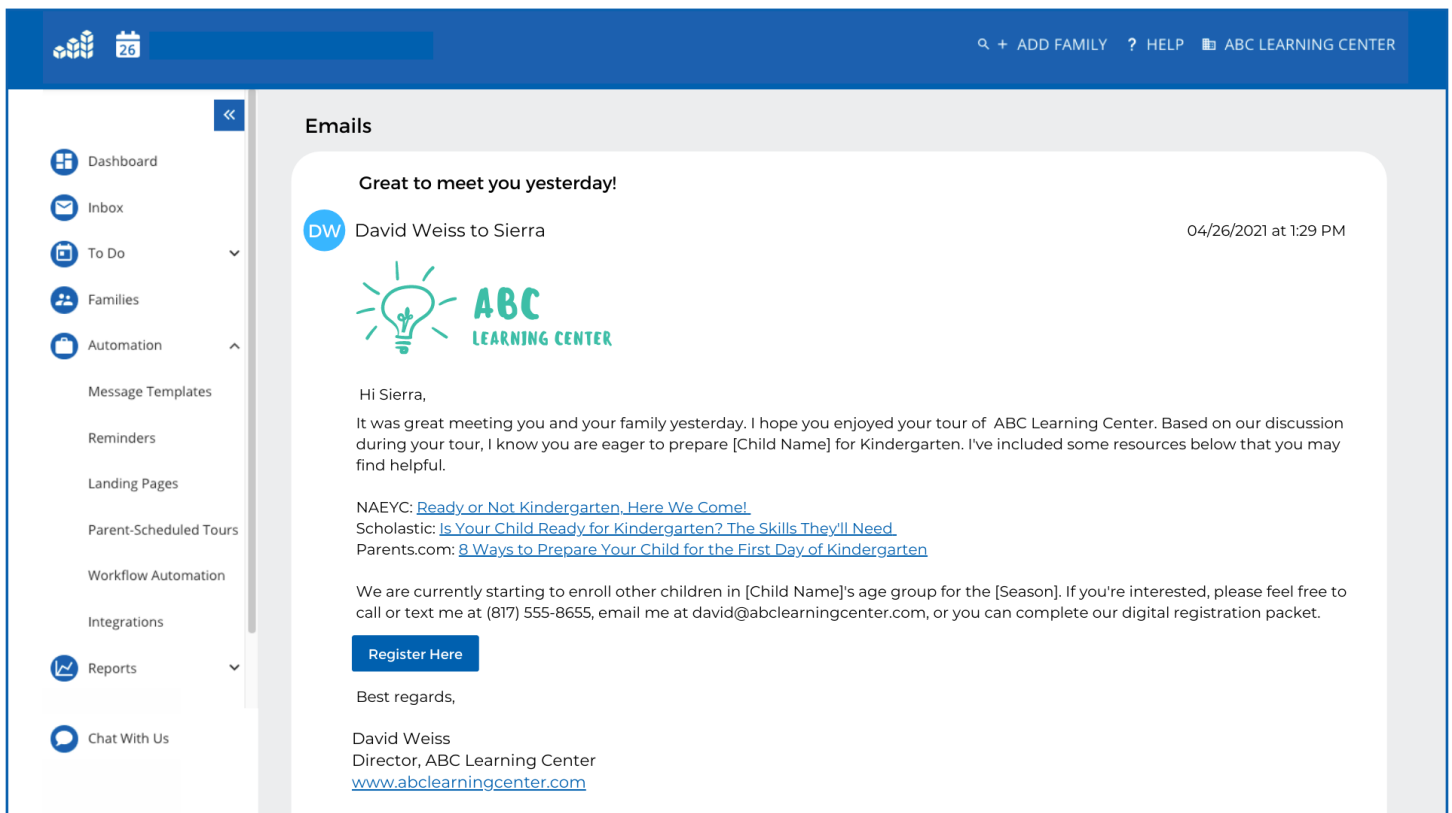 26
+ ADD FAMILY ? HELP ABC LEARNING CENTER
«
Dashboard
Inbox
To Do
Families
Automation
Message Templates
Reminders
Landing Pages
Parent-Scheduled Tours
Workflow Automation
Integrations
Reports
Chat With Us
Emails
Great to meet you yesterday!
DW David Weiss to Sierra 04/26/2021 at 1:29 PM
ABC
LEARNING CENTER
Hi Sierra,
It was great meeting you and your family yesterday. I hope you enjoyed your tour of ABC Learning Center. Based on our discussion
during your tour, I know you are eager to prepare [Child Name] for Kindergarten. I've included some resources below that you may
find helpful.
NAEYC: Ready or Not Kindergarten, Here We Come!
Scholastic: Is Your Child Ready for Kindergarten? The Skills They'll Need
Parents.com: 8 Ways to Prepare Your Child for the First Day of Kindergarten
We are currently starting to enroll other children in [Child Name]'s age group for the [Season]. If you're interested, please feel free to
call or text me at (817) 555-8655, email me at david@abclearningcenter.com, or you can complete our digital registration packet.
Register Here
Best regards,
David Weiss
Director, ABC Learning Center
www.abclearningcenter.com